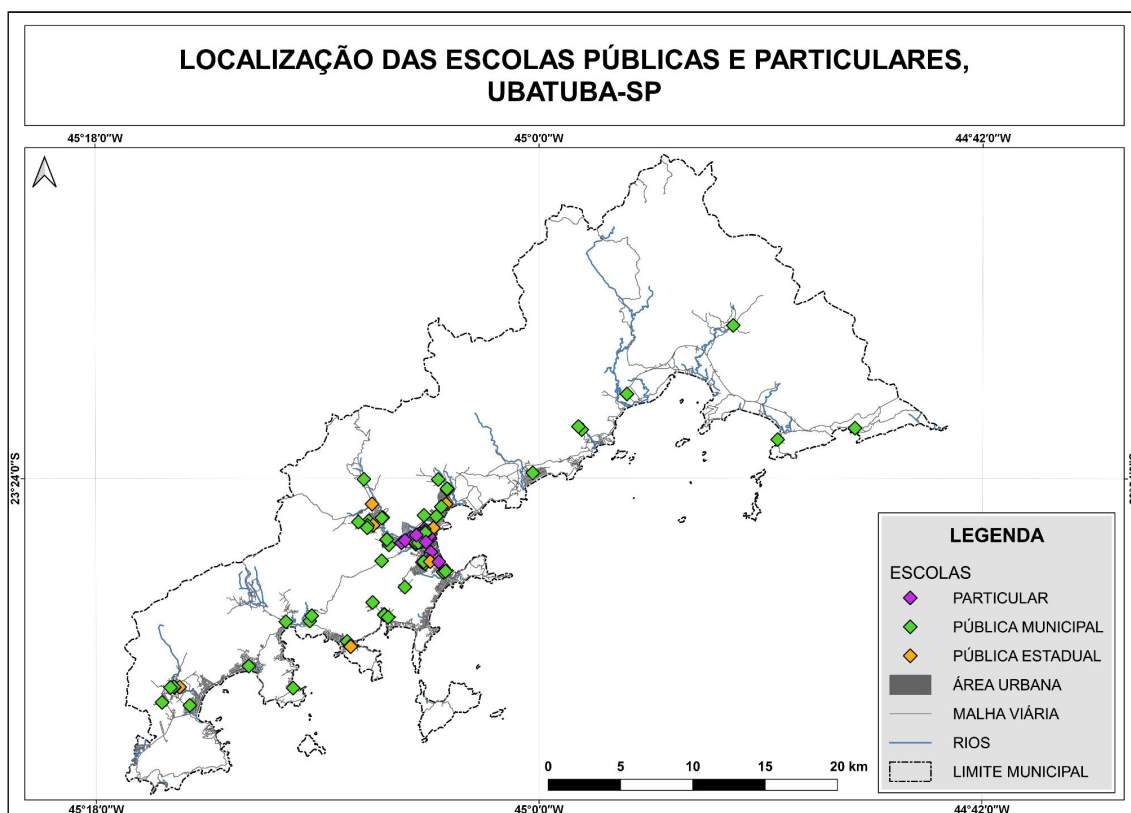 LOCALIZAÇÃO DAS ESCOLAS PÚBLICAS E PARTICULARES,
UBATUBA-SP
45°18'0"W
45°0'0"W
44°42'0"W
23°24'0"S
LEGENDA
ESCOLAS
PARTICULAR
PÚBLICA MUNICIPAL
PÚBLICA ESTADUAL
ÁREA URBANA
MALHA VIÁRIA
RIOS
LIMITE MUNICIPAL
0 5 10 15 20 km
45°18'0"W
45°0'0"W
44°42'0"W